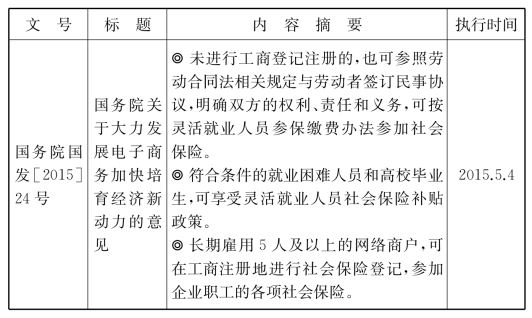 文 号
标 题
内 容 摘 要
执行时间
国务院国
发[2015]
24 号
国务院关
于大力发
展电子商
务加快培
育经济新
动力的意
见
◎ 未进行工商登记注册的,也可参照劳
动合同法相关规定与劳动者签订民事协
议,明确双方的权利、责任和义务,可按
灵活就业人员参保缴费办法参加社会
保险。
◎ 符合条件的就业困难人员和高校毕业
生,可享受灵活就业人员社会保险补贴
政策。
◎ 长期雇用 5 人及以上的网络商户,可
在工商注册地进行社会保险登记,参加
企业职工的各项社会保险。
2015.5.4